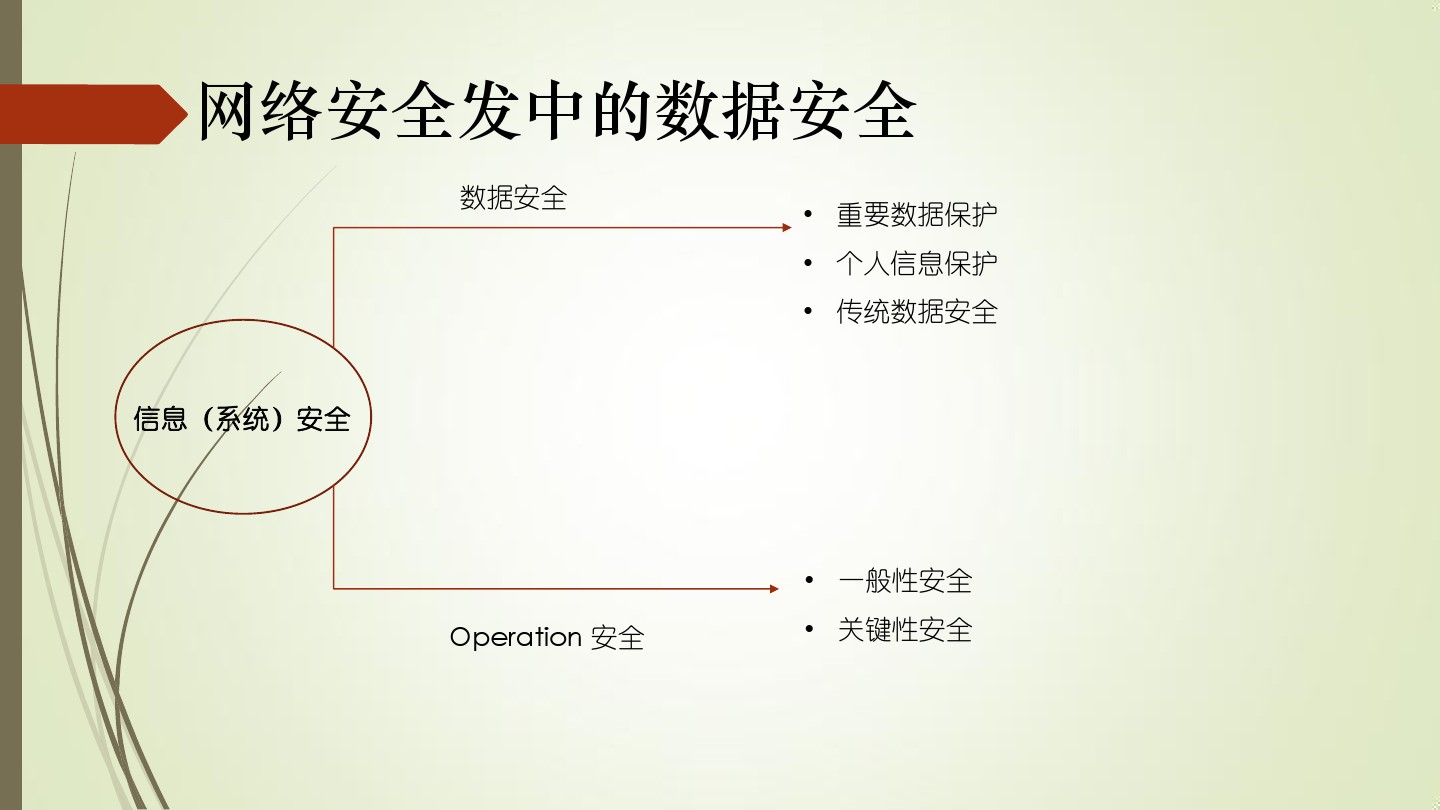 网络安全发中的数据安全
数据安全
• 重要数据保护
• 个人信息保护
• 传统数据安全
信息（系统）安全
• 一般性安全
• 关键性安全
Operation 安全